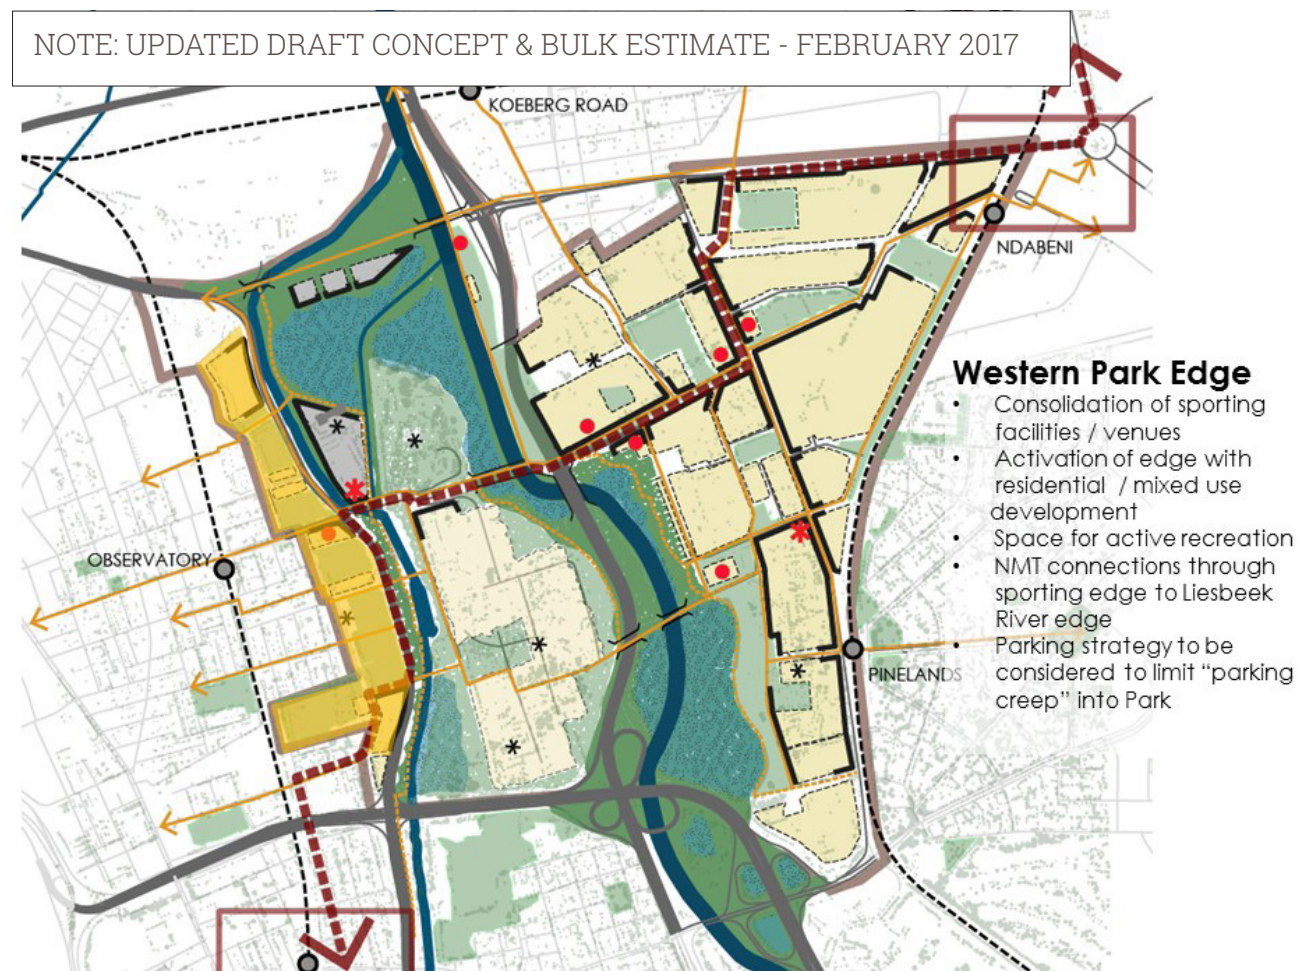 NOTE: UPDATED DRAFT CONCEPT & BULK ESTIMATE - FEBRUARY 2017
KOEBERG ROAD
NDABENI
OBSERVATORY
PINELANDS
Western Park Edge
• Consolidation of sporting
facilities / venues
• Activation of edge with
residential / mixed use
development
• Space for active recreation
• NMT connections through
sporting edge to Liesbeek
River edge
• Parking strategy to be
considered to limit “parking
creep” into Park